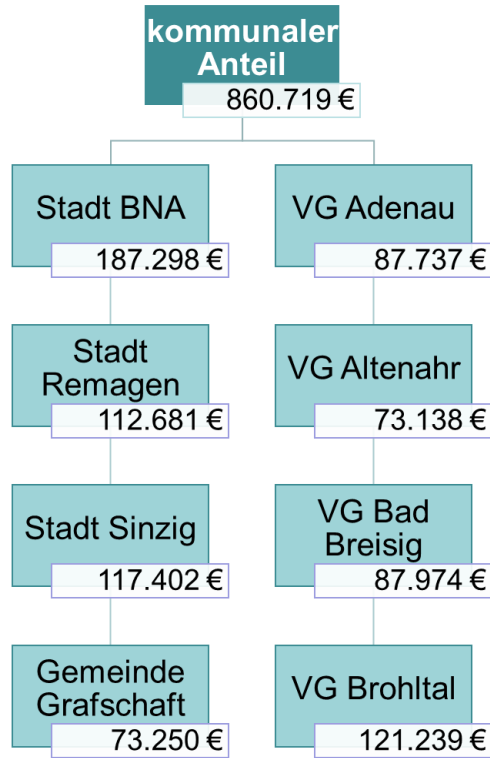 kommunaler
Anteil
860.719 €
Stadt BNA
187.298 €
VG Adenau
87.737 €
Stadt
Remagen
112.681 €
VG Altenahr
73.138 €
Stadt Sinzig
117.402 €
VG Bad
Breisig
87.974 €
Gemeinde
Grafschaft
73.250 €
VG Brohltal
121.239 €